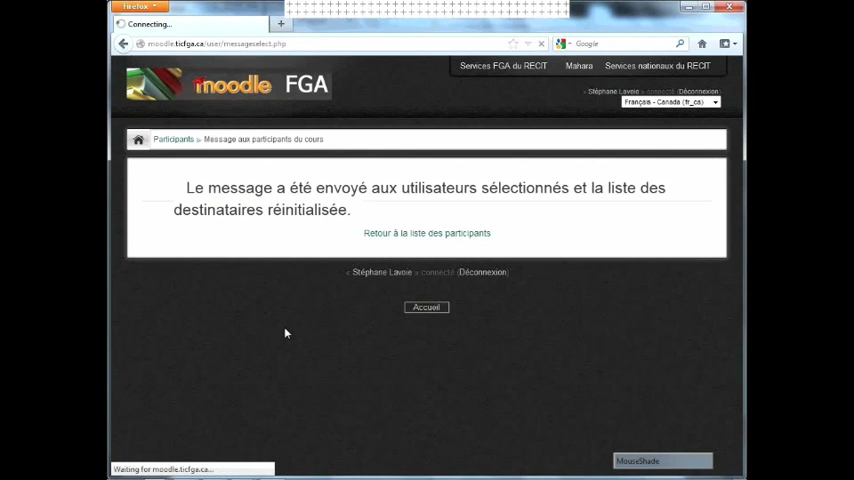 Firefox
Connecting...
moodle.ticfga.ca/user/messageselect.php
Google
Services FGA du RECIT Mahara Services nationaux du RECIT
moodle FGA
« Stéphane Lavoie » connecté (Déconnexion)
Français - Canada (fr_ca)
Participants ► Message aux participants du cours
Le message a été envoyé aux utilisateurs sélectionnés et la liste des
destinataires réinitialisée.
Retour à la liste des participants
« Stéphane Lavoie » connecté (Déconnexion)
Accueil
MouseShade
Waiting for moodle.ticfga.ca...